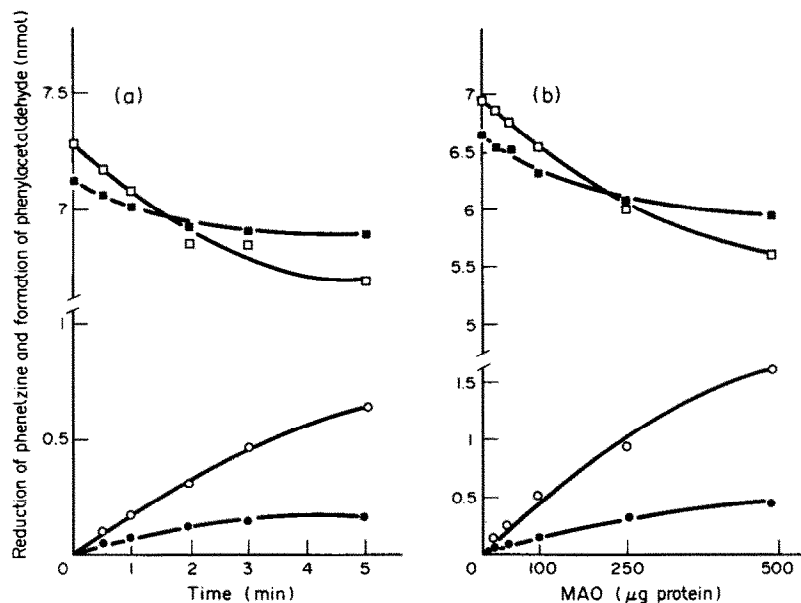 Reduction of phenelzine and formation of phenylacetaldehyde (nmol)
(a)
7.5
7
1
0.5
0 1 2 3 4 5
Time (min)
(b)
7
6.5
6
5.5
5
1.5
1
0.5
0 100 250 500
MAO (μg protein)